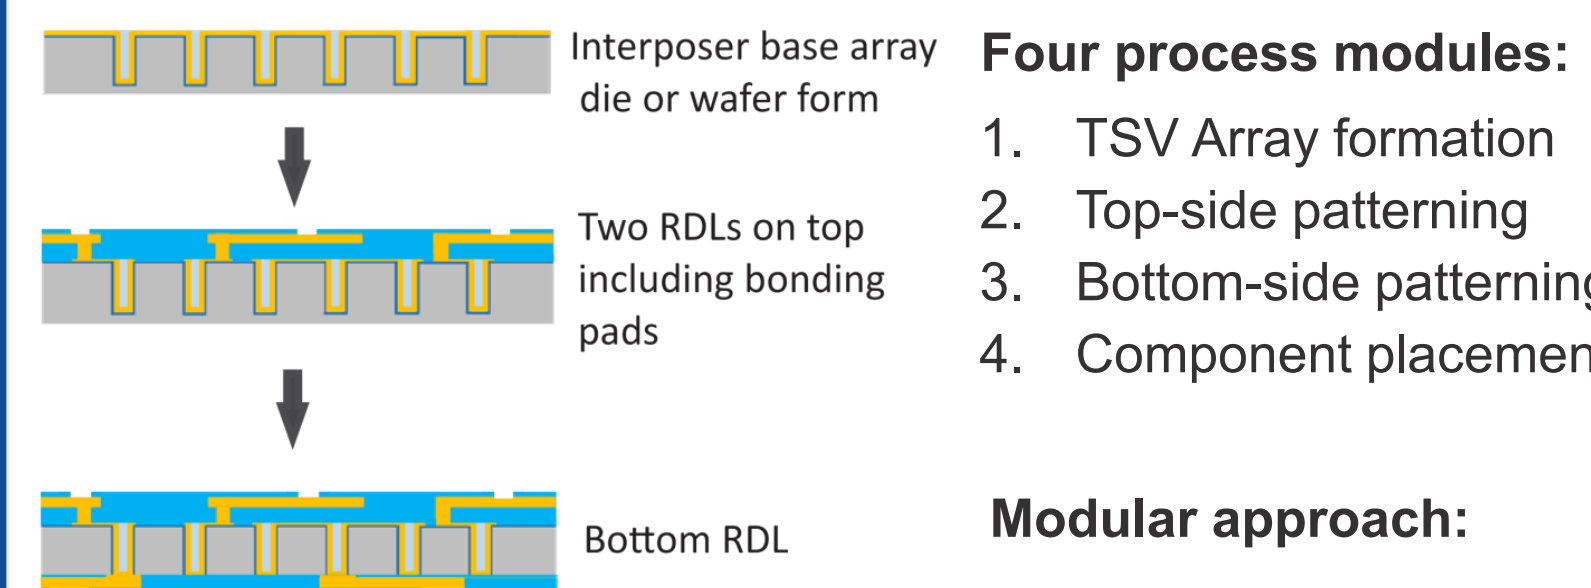 Interposer base array
die or wafer form
Two RDLs on top
including bonding
pads
Bottom RDL
Four process modules:
1. TSV Array formation
2. Top-side patterning
3. Bottom-side patterning
4. Component placemen
Modular approach: